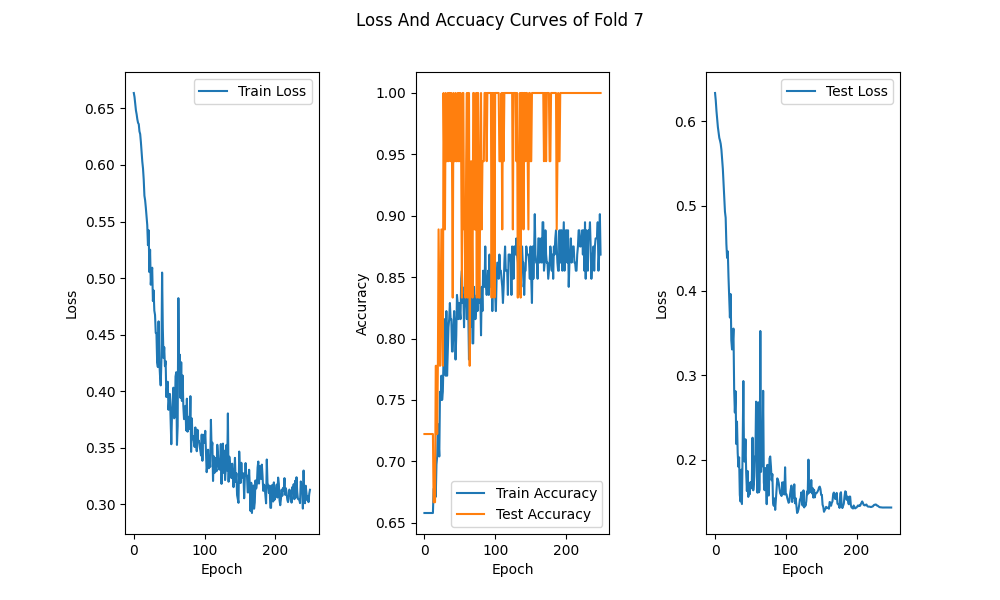 Loss And Accuacy Curves of Fold 7
Train Loss
0.65
0.60
0.55
0.50
0.45
0.40
0.35
0.30
Loss
0
100
200
Epoch
1.00
0.95
0.90
0.85
0.80
0.75
0.70
0.65
Accuracy
Train Accuracy
Test Accuracy
0
100
200
Epoch
Test Loss
0.6
0.5
0.4
0.3
0.2
Loss
0
100
200
Epoch